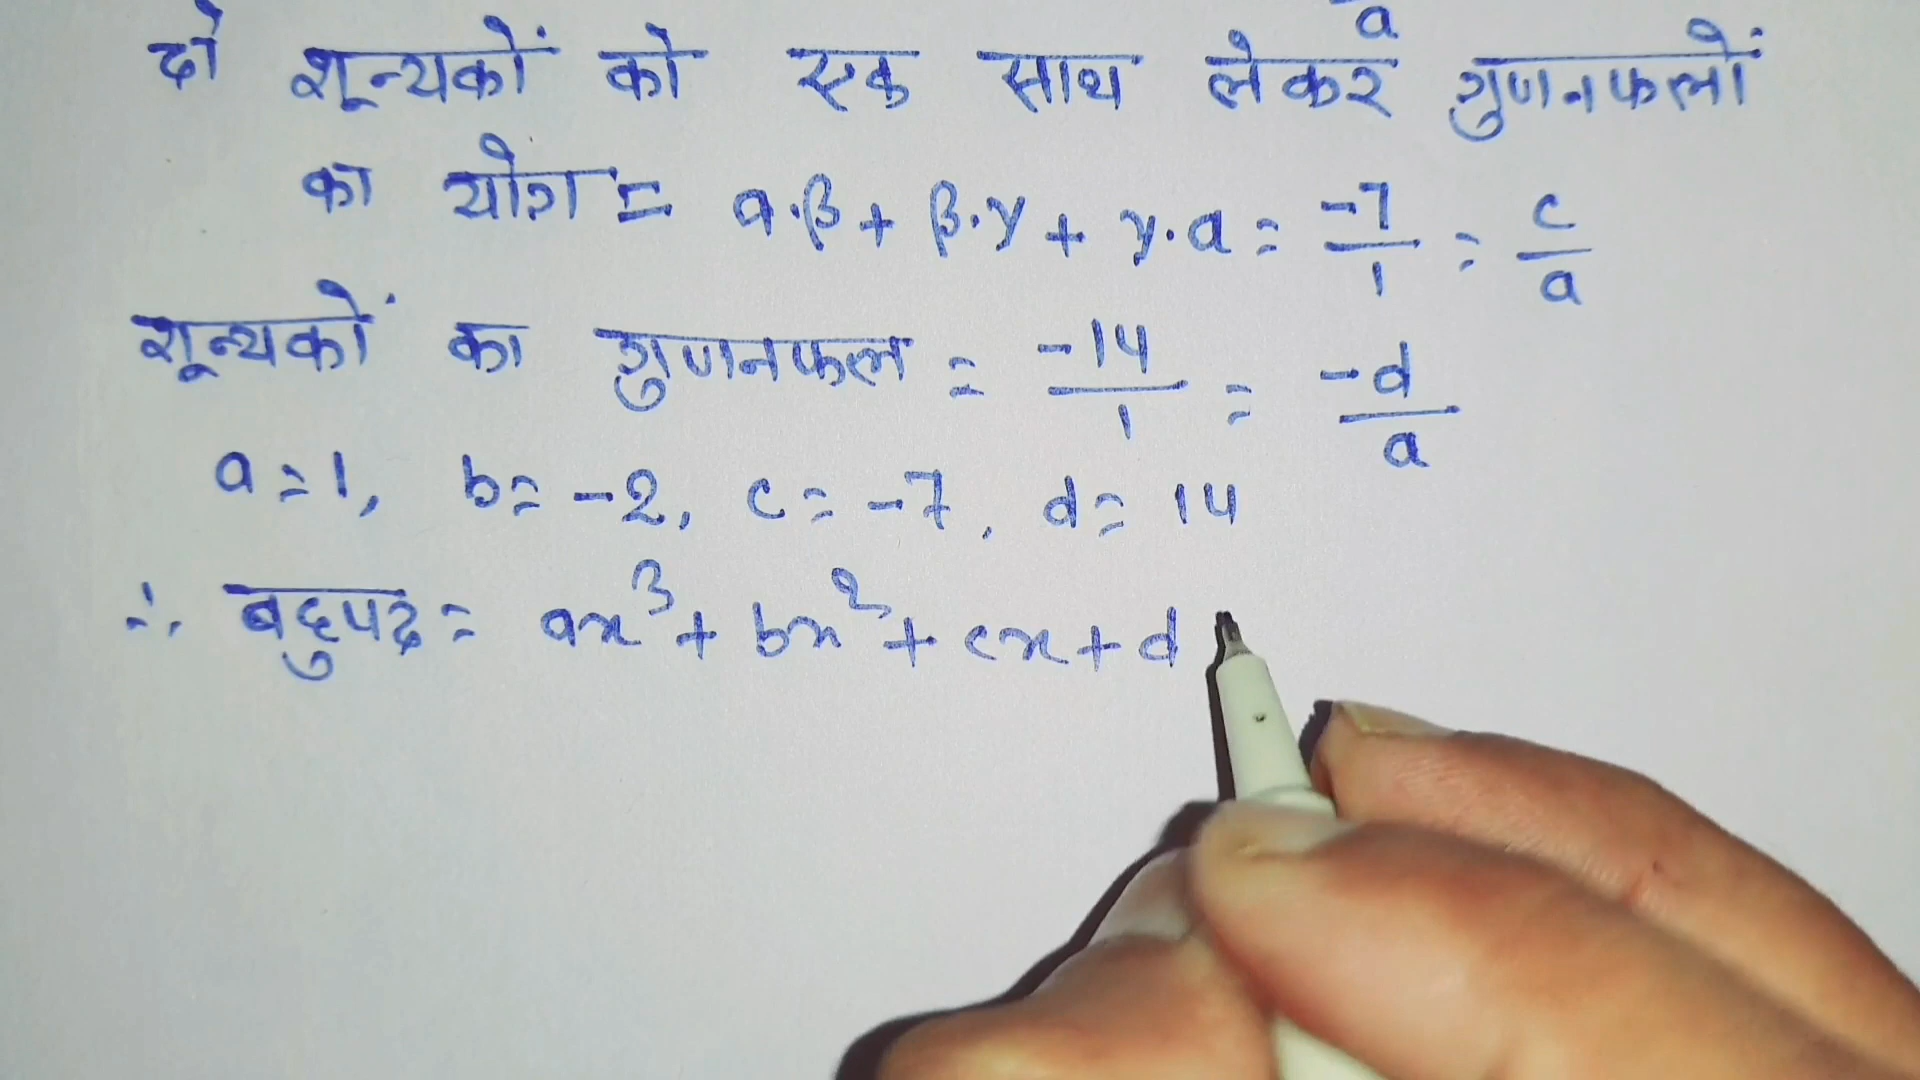 a
दो शून्यकों को एक साथ लेकर गुणनफलों
का योग = α·β + β·γ + γ·α = -7/1 = c/a
शून्यकों का गुणनफल = -14/1 = -d/a
a = 1, b = -2, c = -7, d = 14
∴ बहुपद = ax³ + bx² + cx + d